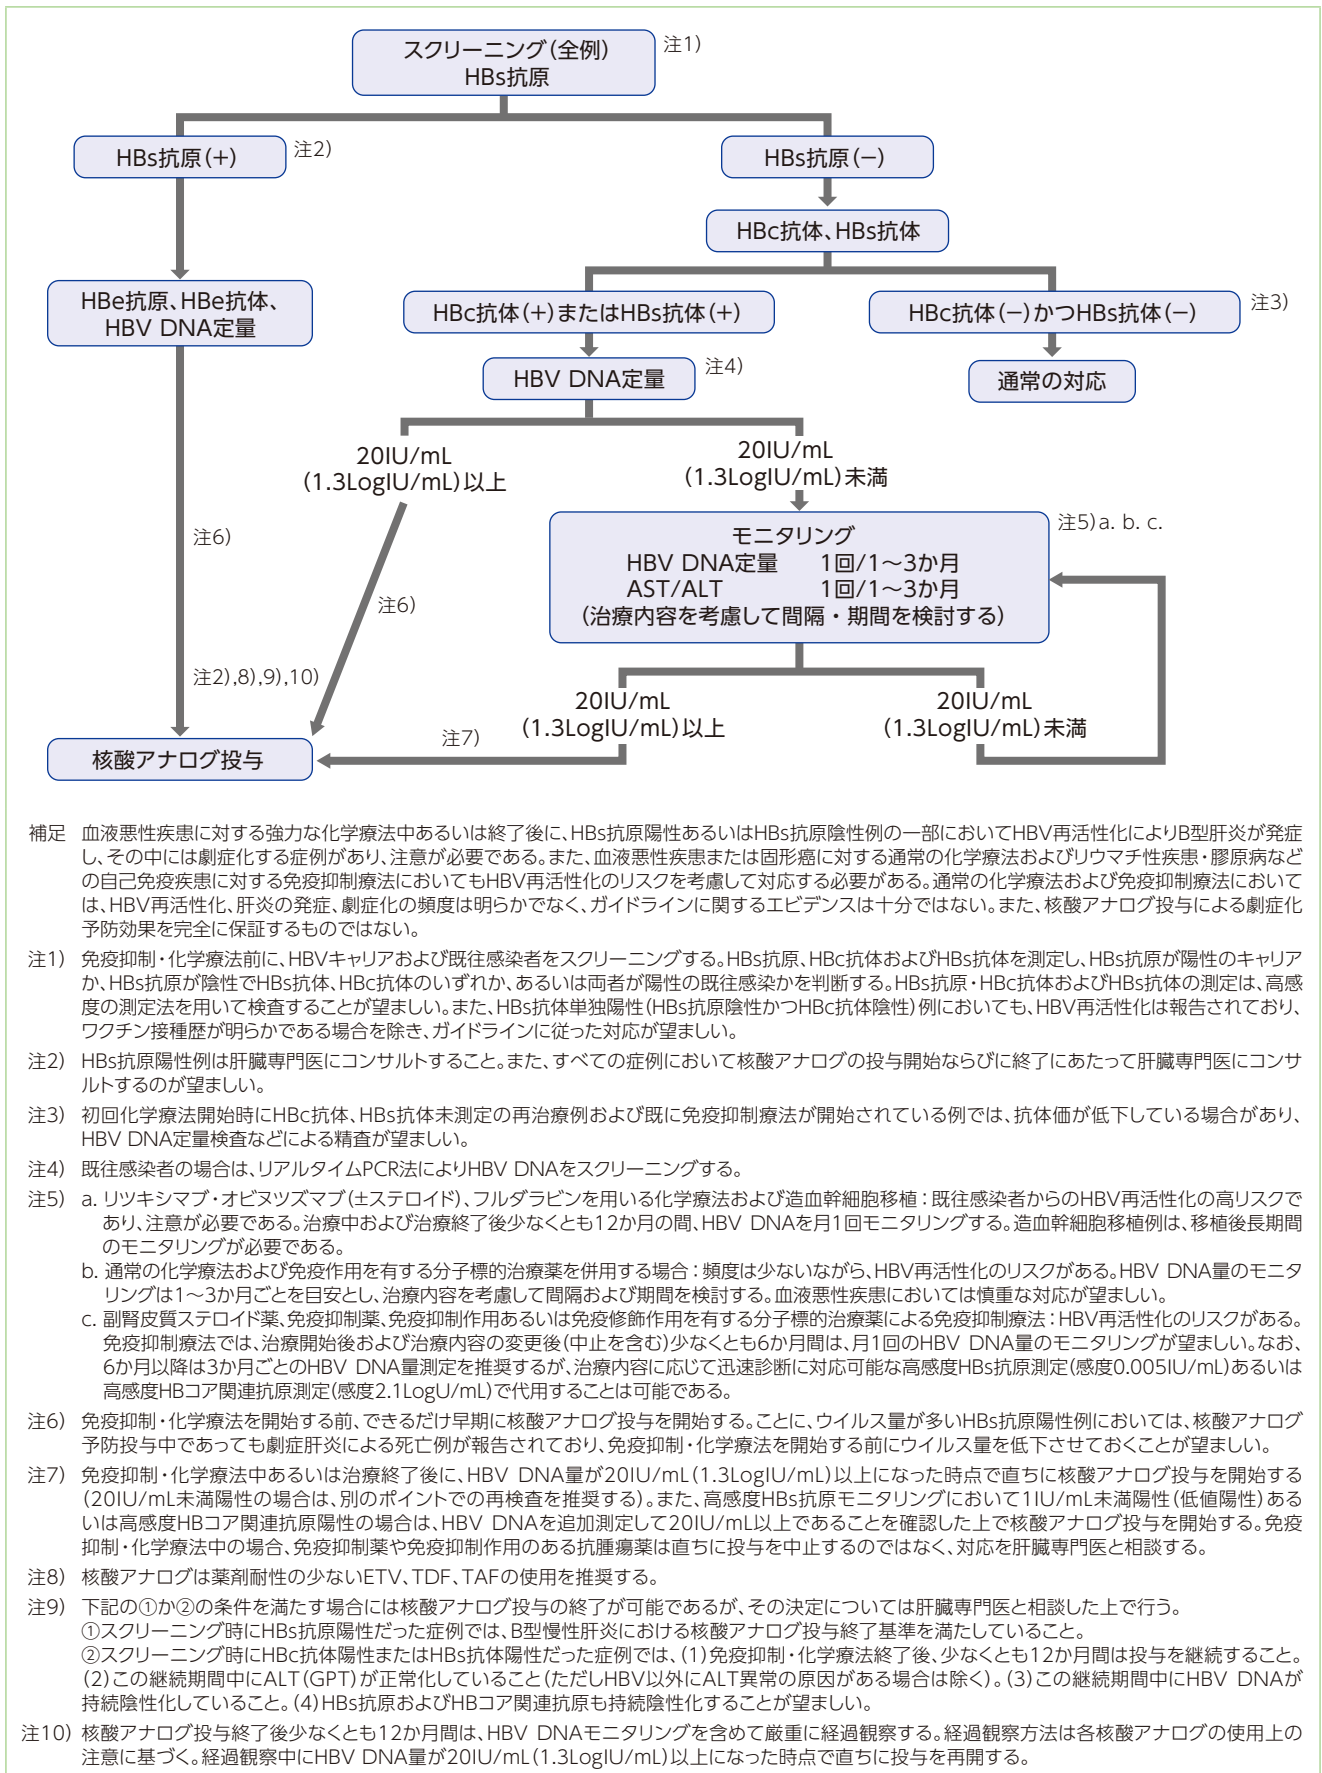 スクリーニング（全例）
HBs抗原
注1）
HBs抗原（＋）
注2）
HBs抗原（－）
HBc抗体、HBs抗体
HBe抗原、HBe抗体、
HBV DNA定量
HBc抗体（＋）またはHBs抗体（＋）
HBc抗体（－）かつHBs抗体（－）
注3）
HBV DNA定量
注4）
通常の対応
20IU/mL
（1.3LogIU/mL）以上
20IU/mL
（1.3LogIU/mL）未満
注6）
注6）
モニタリング
HBV DNA定量　1回/1～3か月
AST/ALT　1回/1～3か月
（治療内容を考慮して間隔・期間を検討する）
注5）a. b. c.
注2）,8）,9）,10）
20IU/mL
（1.3LogIU/mL）以上
20IU/mL
（1.3LogIU/mL）未満
注7）
核酸アナログ投与
補足　血液悪性疾患に対する強力な化学療法中あるいは終了後に、HBs抗原陽性あるいはHBs抗原陰性例の一部においてHBV再活性化によりB型肝炎が発症
し、その中には劇症化する症例があり、注意が必要である。また、血液悪性疾患または固形癌に対する通常の化学療法およびリウマチ性疾患・膠原病など
の自己免疫疾患に対する免疫抑制療法においてもHBV再活性化のリスクを考慮して対応する必要がある。通常の化学療法および免疫抑制療法において
は、HBV再活性化、肝炎の発症、劇症化の頻度は明らかでなく、ガイドラインに関するエビデンスは十分ではない。また、核酸アナログ投与による劇症化
予防効果を完全に保証するものではない。
注1）　免疫抑制・化学療法前に、HBVキャリアおよび既往感染者をスクリーニングする。HBs抗原、HBc抗体およびHBs抗体を測定し、HBs抗原が陽性のキャリア
か、HBs抗原が陰性でHBs抗体、HBc抗体のいずれか、あるいは両者が陽性の既往感染かを判断する。HBs抗原・HBc抗体およびHBs抗体の測定は、高感
度の測定法を用いて検査することが望ましい。また、HBs抗体単独陽性（HBs抗原陰性かつHBc抗体陰性）例においても、HBV再活性化は報告されており、
ワクチン接種歴が明らかである場合を除き、ガイドラインに従った対応が望ましい。
注2）　HBs抗原陽性例は肝臓専門医にコンサルトすること。また、すべての症例において核酸アナログの投与開始ならびに終了にあたって肝臓専門医にコンサ
ルトするのが望ましい。
注3）　初回化学療法開始時にHBc抗体、HBs抗体未測定の再治療例および既に免疫抑制療法が開始されている例では、抗体価が低下している場合があり、
HBV DNA定量検査などによる精査が望ましい。
注4）　既往感染者の場合は、リアルタイムPCR法によりHBV DNAをスクリーニングする。
注5）　a. リツキシマブ・オビヌツズマブ（±ステロイド）、フルダラビンを用いる化学療法および造血幹細胞移植：既往感染者からのHBV再活性化の高リスクで
あり、注意が必要である。治療中および治療終了後少なくとも12か月の間、HBV DNAを月1回モニタリングする。造血幹細胞移植例は、移植後長期間
のモニタリングが必要である。
b. 通常の化学療法および免疫作用を有する分子標的治療薬を併用する場合：頻度は少ないながら、HBV再活性化のリスクがある。HBV DNA量のモニタ
リングは1～3か月ごとを目安とし、治療内容を考慮して間隔および期間を検討する。血液悪性疾患においては慎重な対応が望ましい。
c. 副腎皮質ステロイド薬、免疫抑制薬、免疫抑制作用あるいは免疫修飾作用を有する分子標的治療薬による免疫抑制療法：HBV再活性化のリスクがある。
免疫抑制療法では、治療開始後および治療内容の変更後（中止を含む）少なくとも6か月間は、月1回のHBV DNA量のモニタリングが望ましい。なお、
6か月以降は3か月ごとのHBV DNA量測定を推奨するが、治療内容に応じて迅速診断に対応可能な高感度HBs抗原測定（感度0.005IU/mL）あるいは
高感度HBコア関連抗原測定（感度2.1LogU/mL）で代用することは可能である。
注6）　免疫抑制・化学療法を開始する前、できるだけ早期に核酸アナログ投与を開始する。ことに、ウイルス量が多いHBs抗原陽性例においては、核酸アナログ
予防投与中であっても劇症肝炎による死亡例が報告されており、免疫抑制・化学療法を開始する前にウイルス量を低下させておくことが望ましい。
注7）　免疫抑制・化学療法中あるいは治療終了後に、HBV DNA量が20IU/mL（1.3LogIU/mL）以上になった時点で直ちに核酸アナログ投与を開始する
（20IU/mL未満陽性の場合は、別のポイントでの再検査を推奨する）。また、高感度HBs抗原モニタリングにおいて1IU/mL未満陽性（低値陽性）ある
いは高感度HBコア関連抗原陽性の場合は、HBV DNAを追加測定して20IU/mL以上であることを確認した上で核酸アナログ投与を開始する。免疫
抑制・化学療法中の場合、免疫抑制薬や免疫抑制作用のある抗腫瘍薬は直ちに投与を中止するのではなく、対応を肝臓専門医と相談する。
注8）　核酸アナログは薬剤耐性の少ないETV、TDF、TAFの使用を推奨する。
注9）　下記の①か②の条件を満たす場合には核酸アナログ投与の終了が可能であるが、その決定については肝臓専門医と相談した上で行う。
①スクリーニング時にHBs抗原陽性だった症例では、B型慢性肝炎における核酸アナログ投与終了基準を満たしていること。
②スクリーニング時にHBc抗体陽性またはHBs抗体陽性だった症例では、（1）免疫抑制・化学療法終了後、少なくとも12か月間は投与を継続すること。
（2）この継続期間中にALT（GPT）が正常化していること（ただしHBV以外にALT異常の原因がある場合は除く）。（3）この継続期間中にHBV DNAが
持続陰性化していること。（4）HBs抗原およびHBコア関連抗原も持続陰性化することが望ましい。
注10）　核酸アナログ投与終了後少なくとも12か月間は、HBV DNAモニタリングを含めて厳重に経過観察する。経過観察方法は各核酸アナログの使用上の
注意に基づく。経過観察中にHBV DNA量が20IU/mL（1.3LogIU/mL）以上になった時点で直ちに投与を再開する。